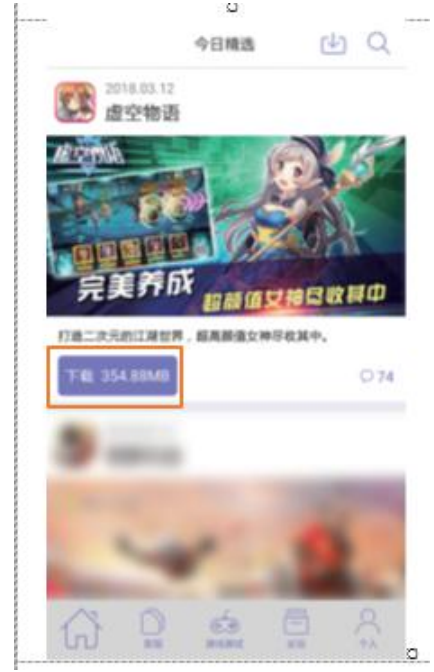 今日精选
2018.03.12
虚空物语
虚空物语
完美养成
超颜值女神尽收其中
打造二次元的江湖世界，超高颜值女神尽收其中。
下载 354.88MB
74
个人